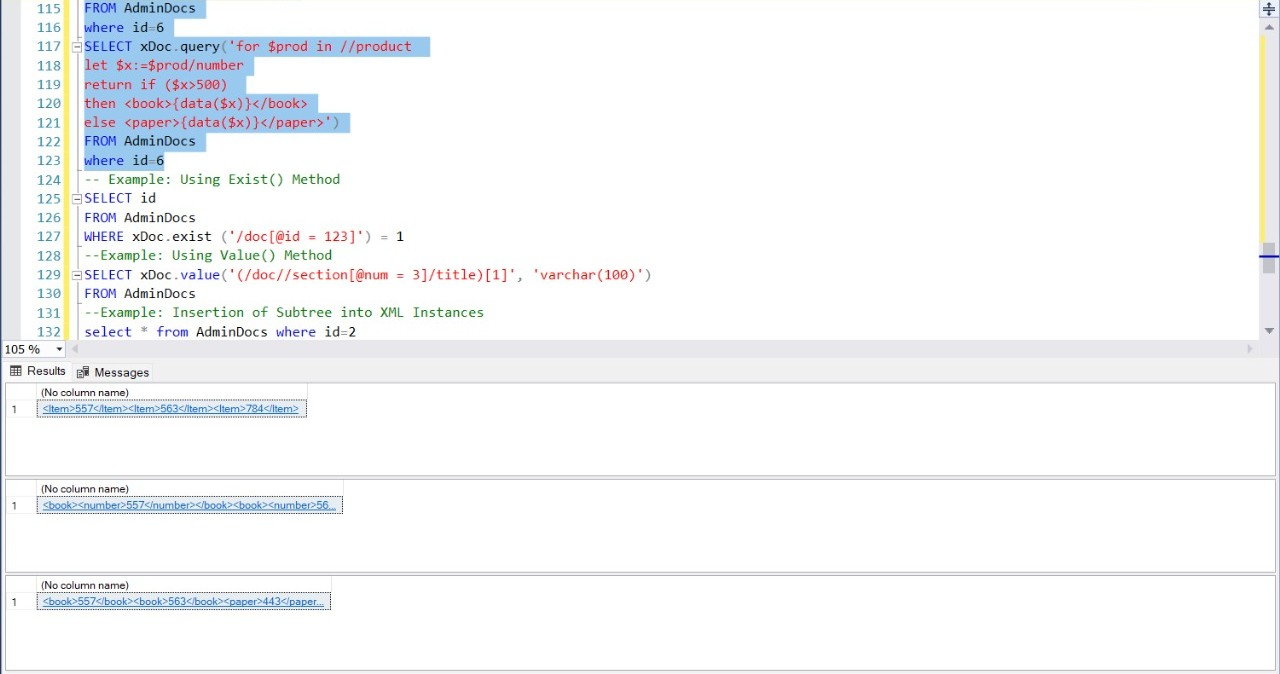 115 FROM AdminDocs
116 where id=6
117 SELECT xDoc.query('for $prod in //product
118 let $x:=$prod/number
119 return if ($x>500)
120 then <book>{data($x)}</book>
121 else <paper>{data($x)}</paper>')
122 FROM AdminDocs
123 where id=6
124 -- Example: Using Exist() Method
125 SELECT id
126 FROM AdminDocs
127 WHERE xDoc.exist ('/doc[@id = 123]') = 1
128 --Example: Using Value() Method
129 SELECT xDoc.value('(/doc//section[@num = 3]/title)[1]', 'varchar(100)')
130 FROM AdminDocs
131 --Example: Insertion of Subtree into XML Instances
132 select * from AdminDocs where id=2
105 %
Results Messages
(No column name)
1 <Item>557</Item><Item>563</Item><Item>784</Item>
(No column name)
1 <book><number>557</number></book><book><number>56...
(No column name)
1 <book>557</book><book>563</book><paper>443</paper...